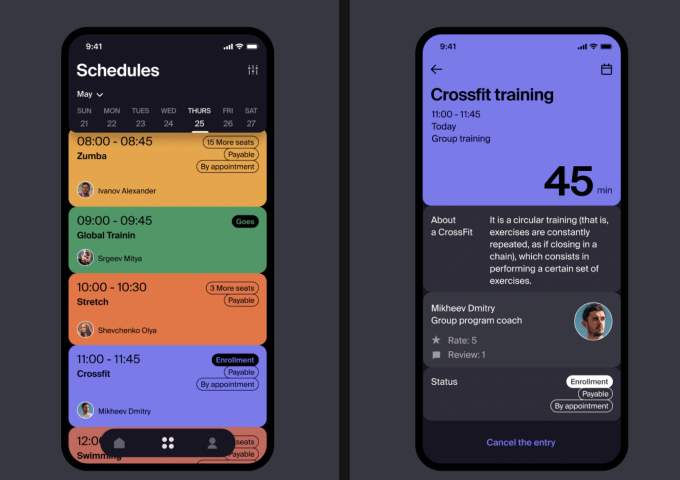 9:41
Schedules
May
SUN MON TUES WED THURS FRI SAT
21 22 23 24 25 26 27
08:00 - 08:45
15 More seats
Zumba
Payable
By appointment
Ivanov Alexander
09:00 - 09:45
Goes
Global Trainin
Srgeev Mitya
10:00 - 10:30
3 More seats
Stretch
Payable
Shevchenko Olya
11:00 - 11:45
Enrollment
Crossfit
Payable
By appointment
Mikheev Dmitry
12:0
seats
Swimming
ayable
9:41
Crossfit training
11:00 - 11:45
Today
Group training
45 min
About
a CrossFit
It is a circular training (that is,
exercises are constantly
repeated, as if closing in a
chain), which consists in
performing a certain set of
exercises.
Mikheev Dmitry
Group program coach
Rate: 5
Review: 1
Status
Enrollment
Payable
By appointment
Cancel the entry